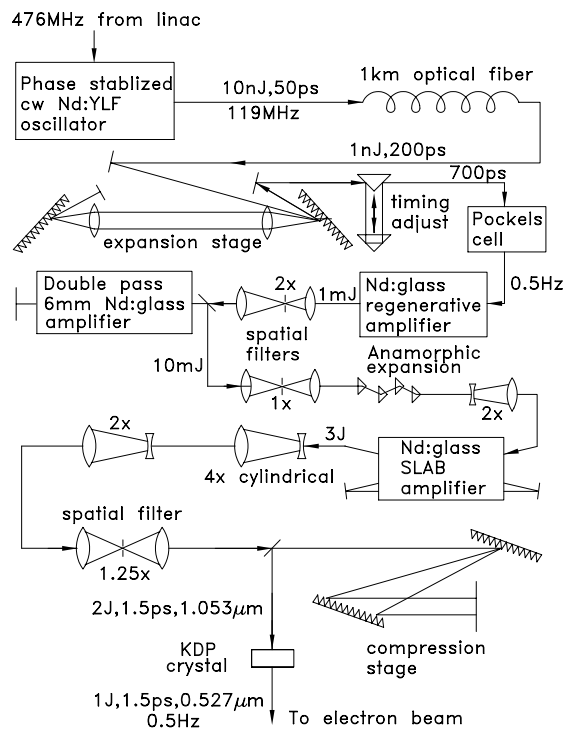 476MHz from linac
Phase stablized
cw Nd:YLF
oscillator
10nJ,50ps
119MHz
1km optical fiber
1nJ,200ps
700ps
timing
adjust
Pockels
cell
expansion stage
0.5Hz
Double pass
6mm Nd:glass
amplifier
2x
1mJ
Nd:glass
regenerative
amplifier
spatial
filters
10mJ
1x
Anamorphic
expansion
2x
2x
3J
4x cylindrical
Nd:glass
SLAB
amplifier
spatial filter
1.25x
2J,1.5ps,1.053μm
compression
stage
KDP
crystal
1J,1.5ps,0.527μm
0.5Hz
To electron beam